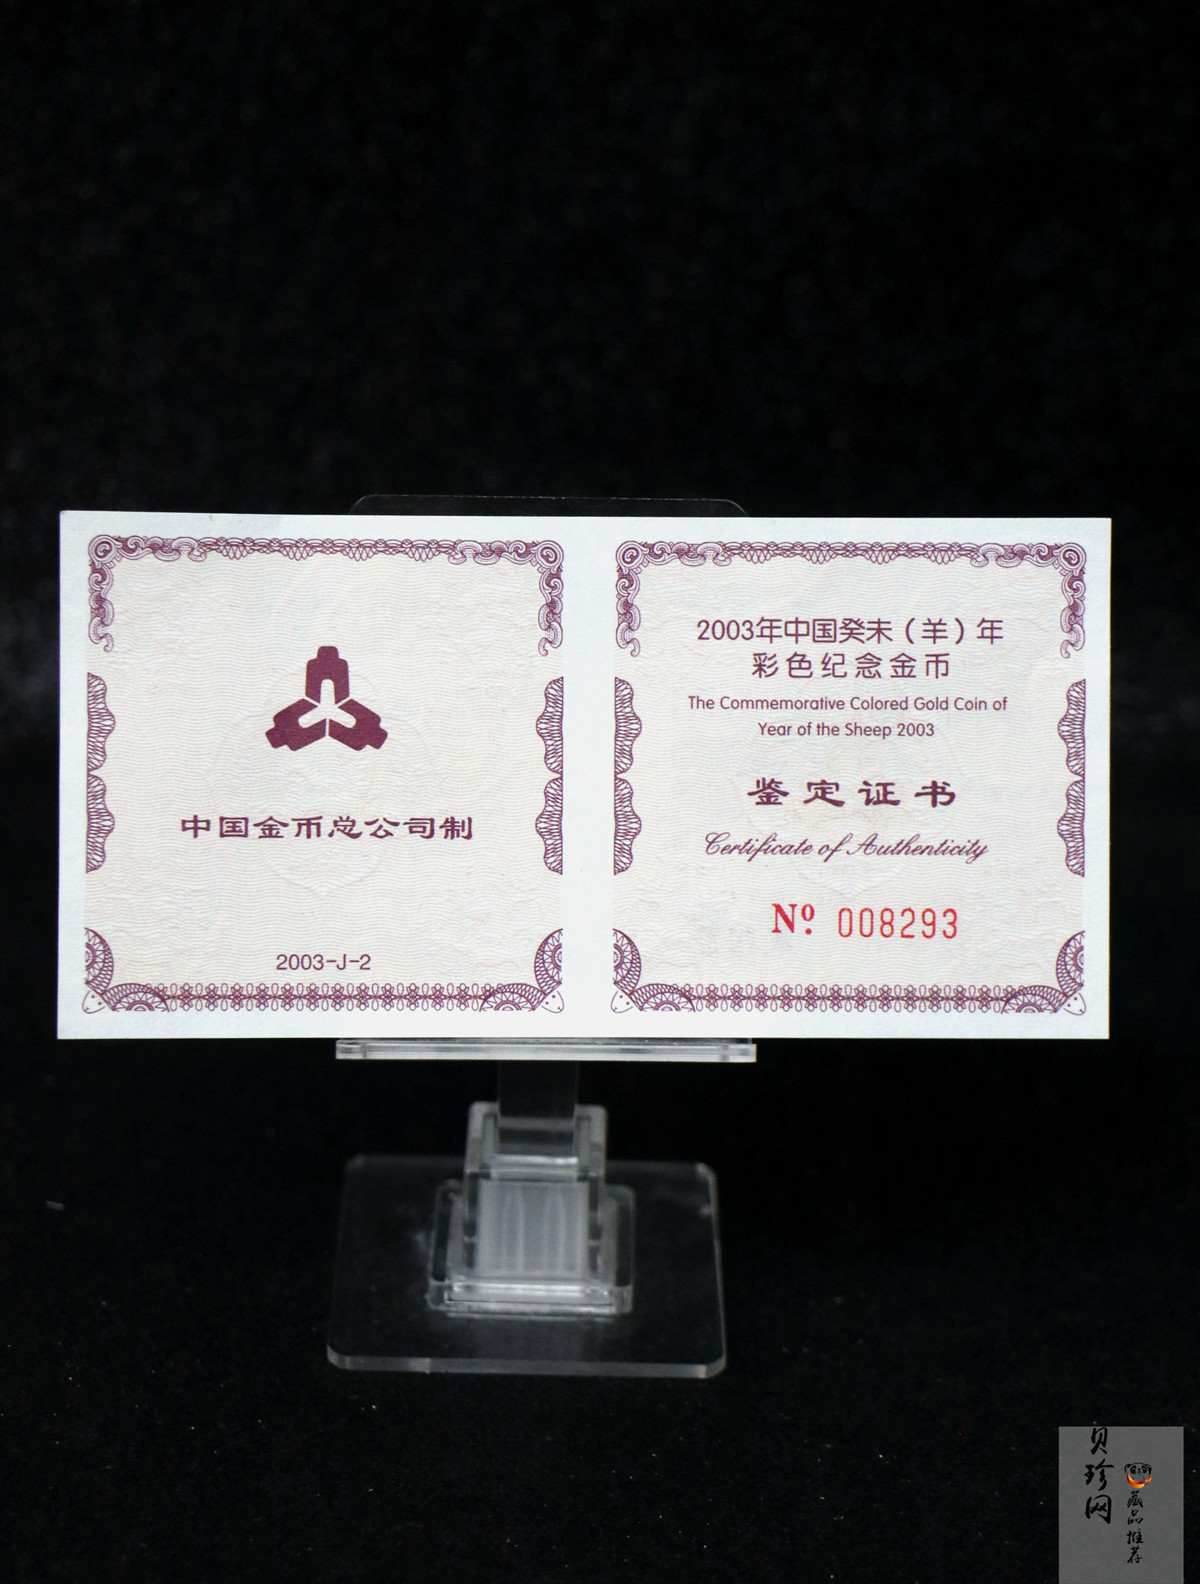 中国金币总公司制
2003-J-2
2003年中国癸未（羊）年
彩色纪念金币
The Commemorative Colored Gold Coin of
Year of the Sheep 2003
鉴定证书
Certificate of Authenticity
Nº. 008293
贝珍网
藏品推荐